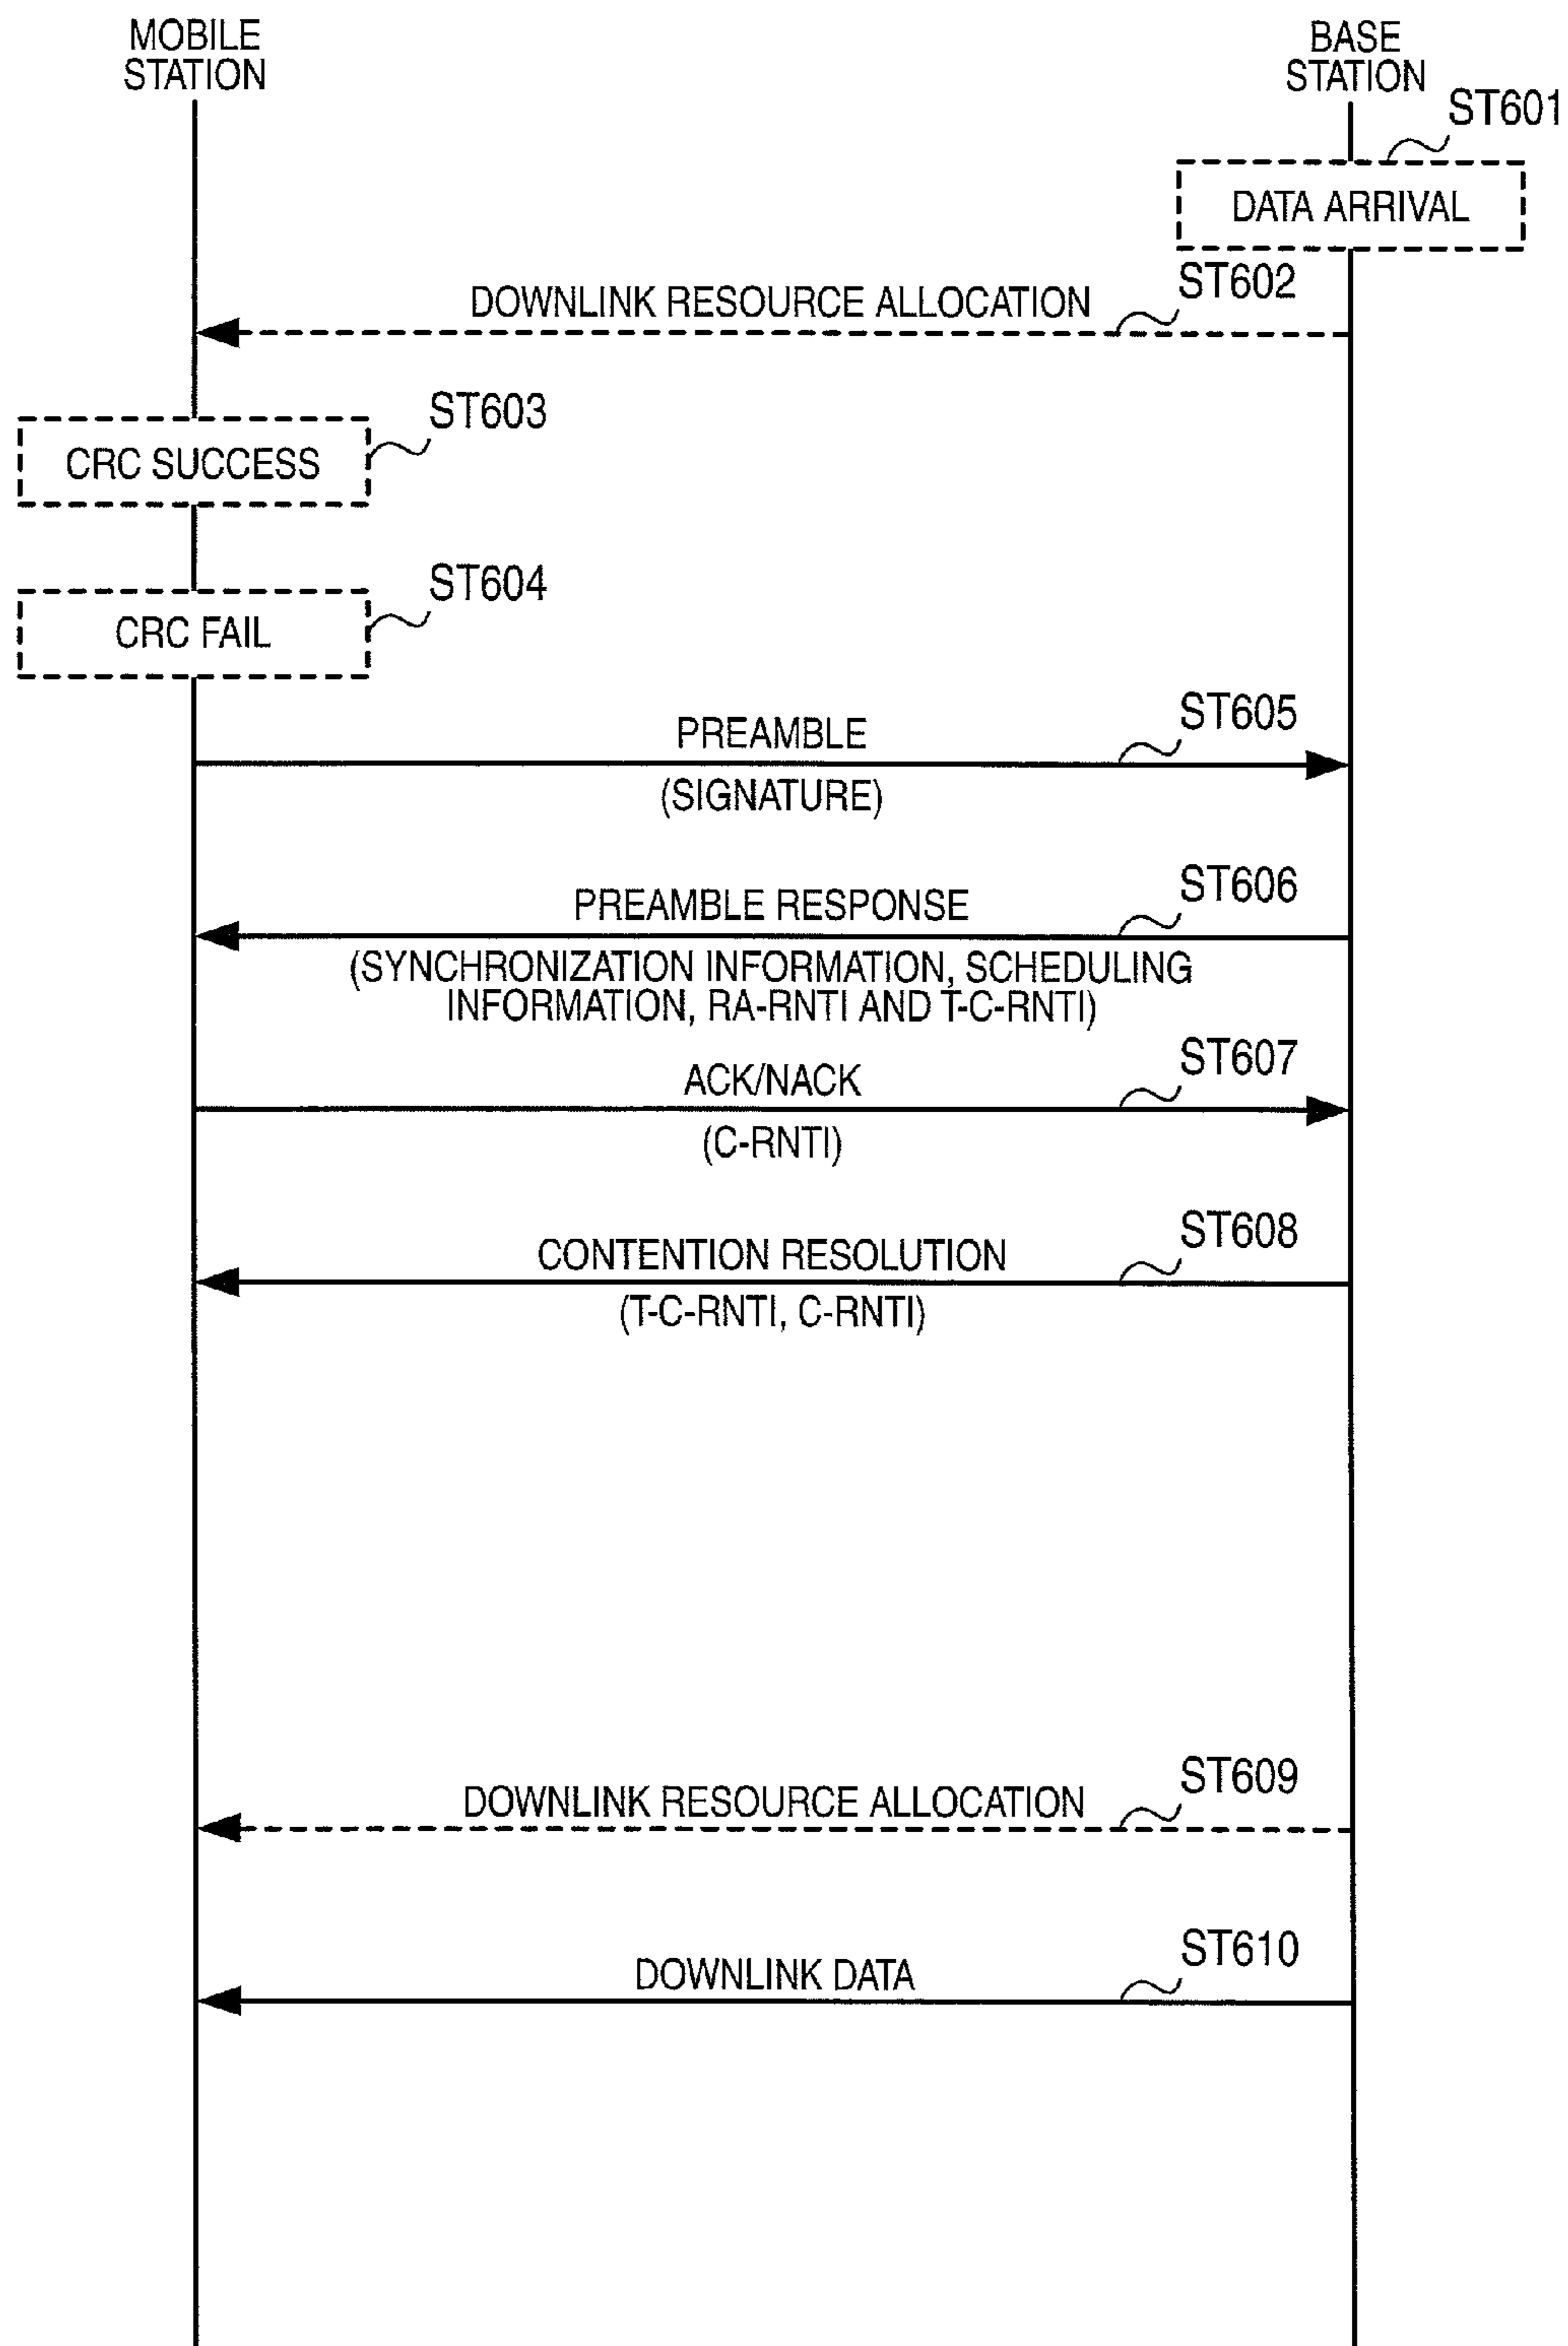 MOBILE
STATION
BASE
STATION
ST601
DATA ARRIVAL
ST602
DOWNLINK RESOURCE ALLOCATION
ST603
CRC SUCCESS
ST604
CRC FAIL
ST605
PREAMBLE
(SIGNATURE)
ST606
PREAMBLE RESPONSE
(SYNCHRONIZATION INFORMATION, SCHEDULING
INFORMATION, RA-RNTI AND T-C-RNTI)
ST607
ACK/NACK
(C-RNTI)
ST608
CONTENTION RESOLUTION
(T-C-RNTI, C-RNTI)
ST609
DOWNLINK RESOURCE ALLOCATION
ST610
DOWNLINK DATA